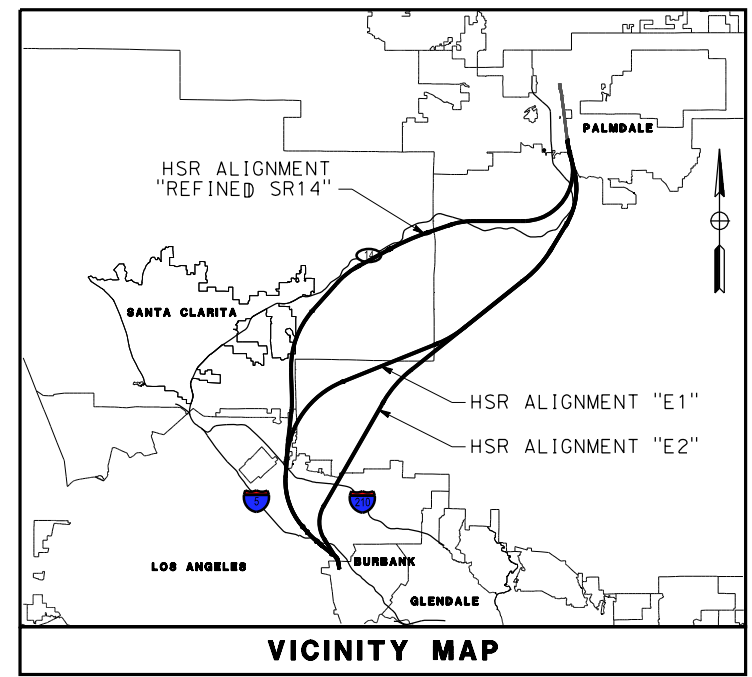 PALMDALE
HSR ALIGNMENT
"REFINED SR14"
14
SANTA CLARITA
HSR ALIGNMENT "E1"
HSR ALIGNMENT "E2"
5
210
LOS ANGELES
BURBANK
GLENDALE
VICINITY MAP